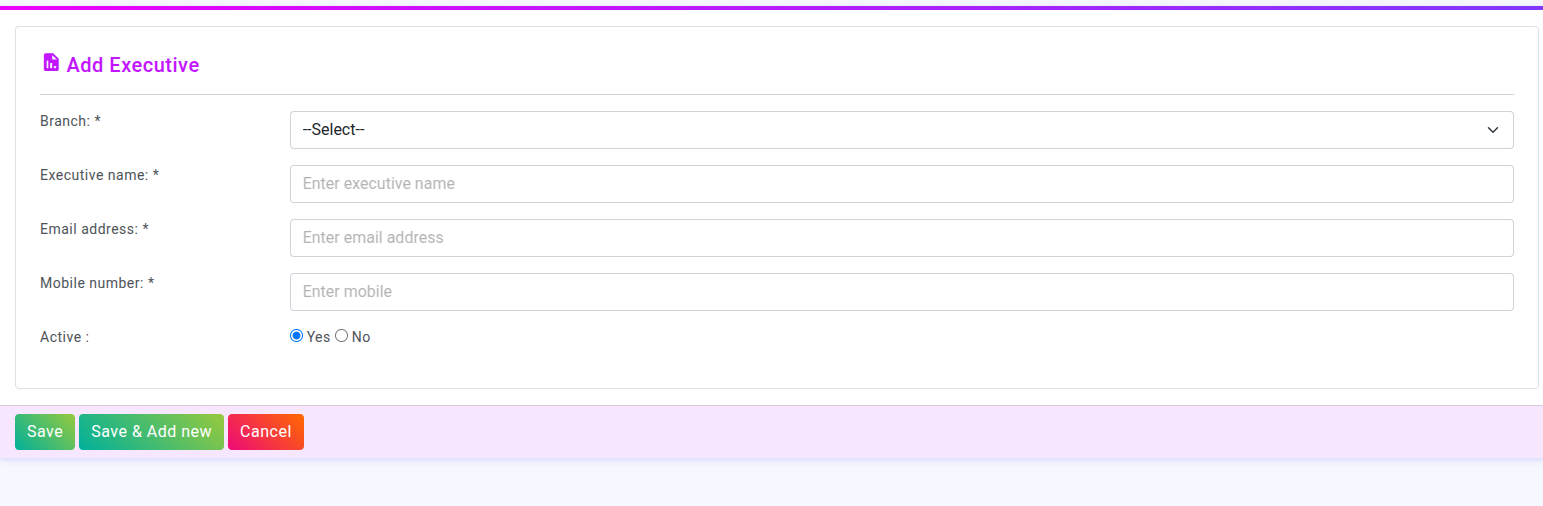 Add Executive
Branch: *
--Select--
Executive name: *
Enter executive name
Email address: *
Enter email address
Mobile number: *
Enter mobile
Active :
Yes No
Save Save & Add new Cancel